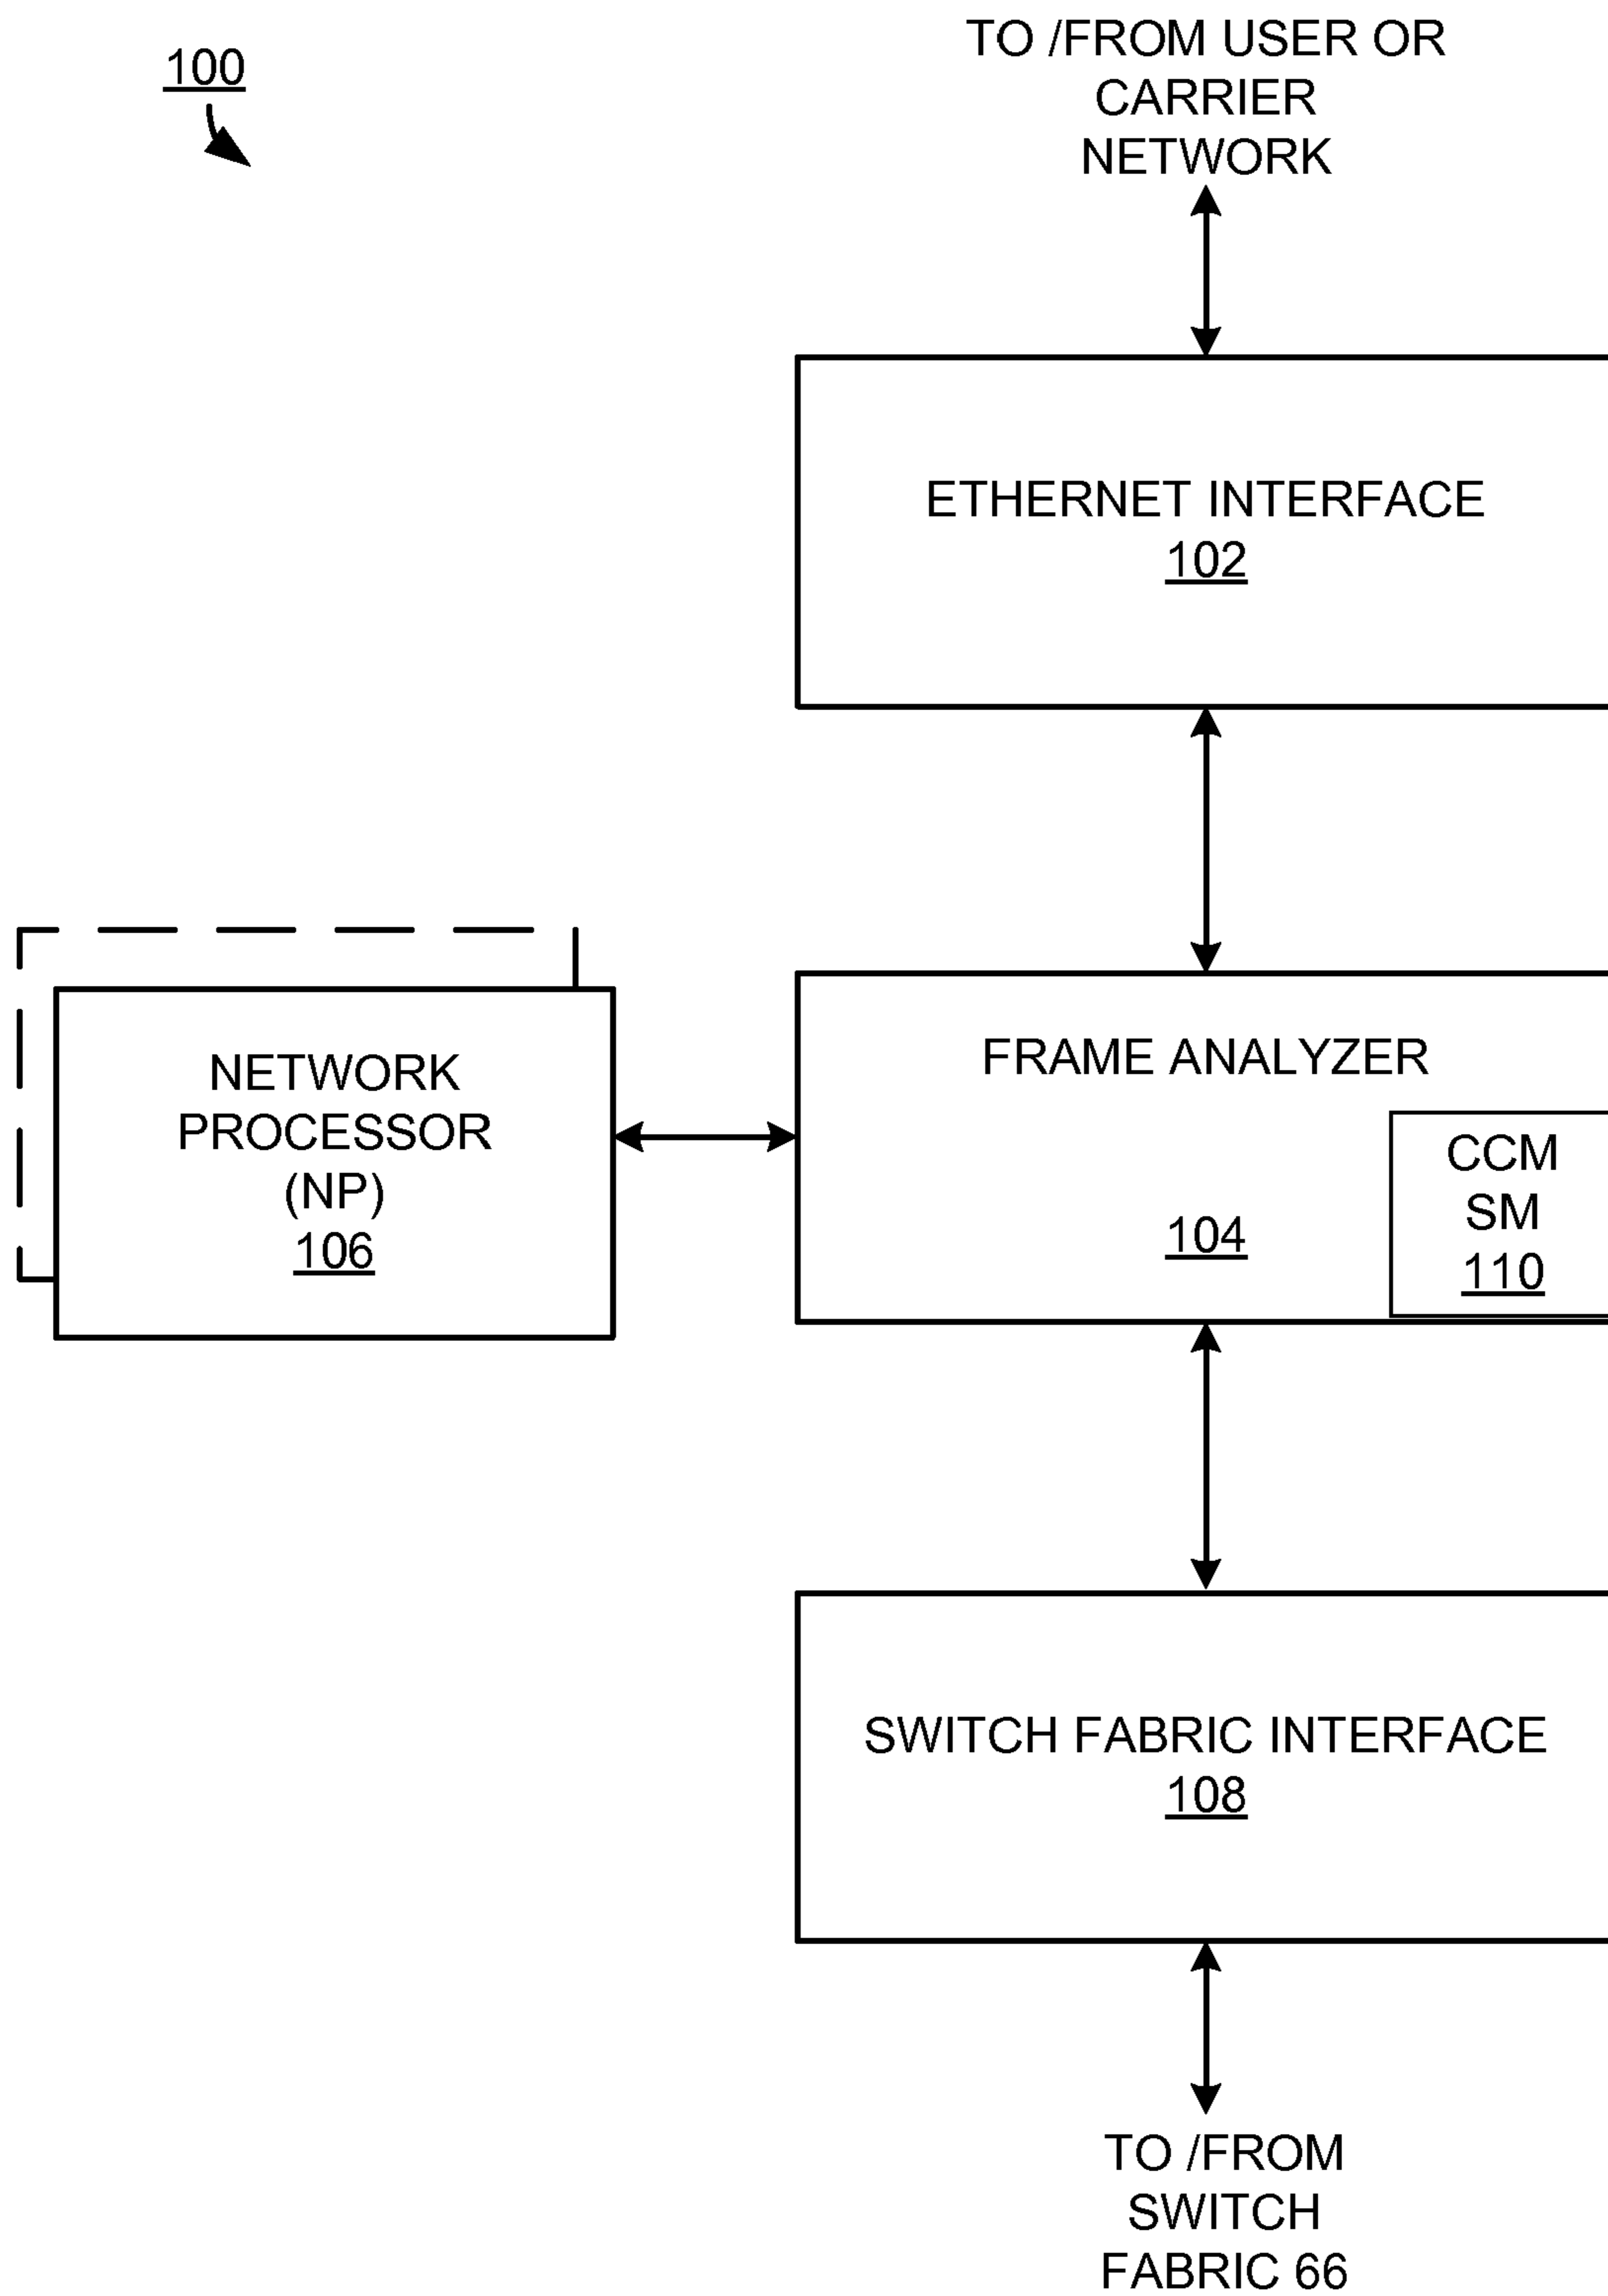 100
TO /FROM USER OR
CARRIER
NETWORK
ETHERNET INTERFACE
102
NETWORK
PROCESSOR
(NP)
106
FRAME ANALYZER
104
CCM
SM
110
SWITCH FABRIC INTERFACE
108
TO /FROM
SWITCH
FABRIC 66